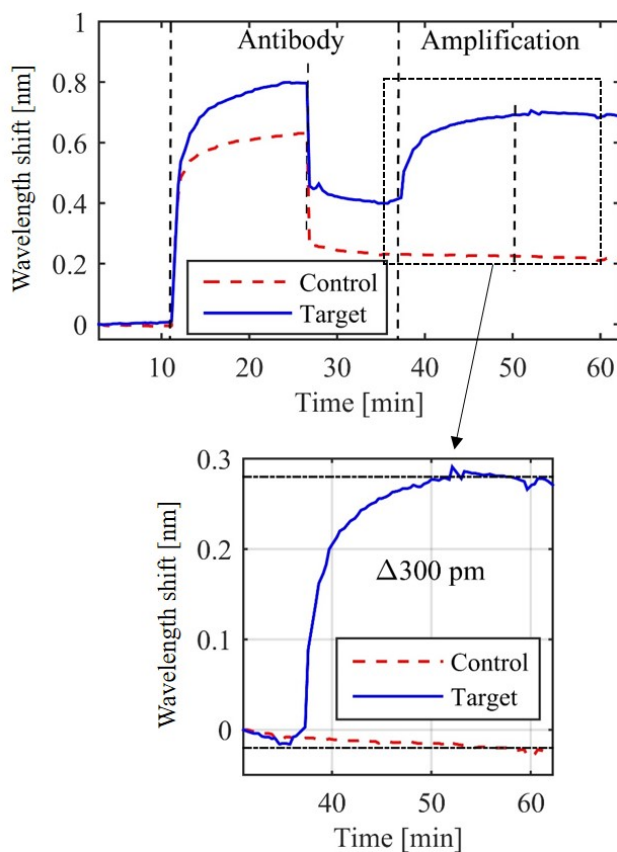 Antibody
Amplification
Wavelength shift [nm]
1
0.8
0.6
0.4
0.2
0
Control
Target
10
20
30
40
50
60
Time [min]
Wavelength shift [nm]
0.3
0.2
0.1
0
Δ300 pm
Control
Target
40
50
60
Time [min]